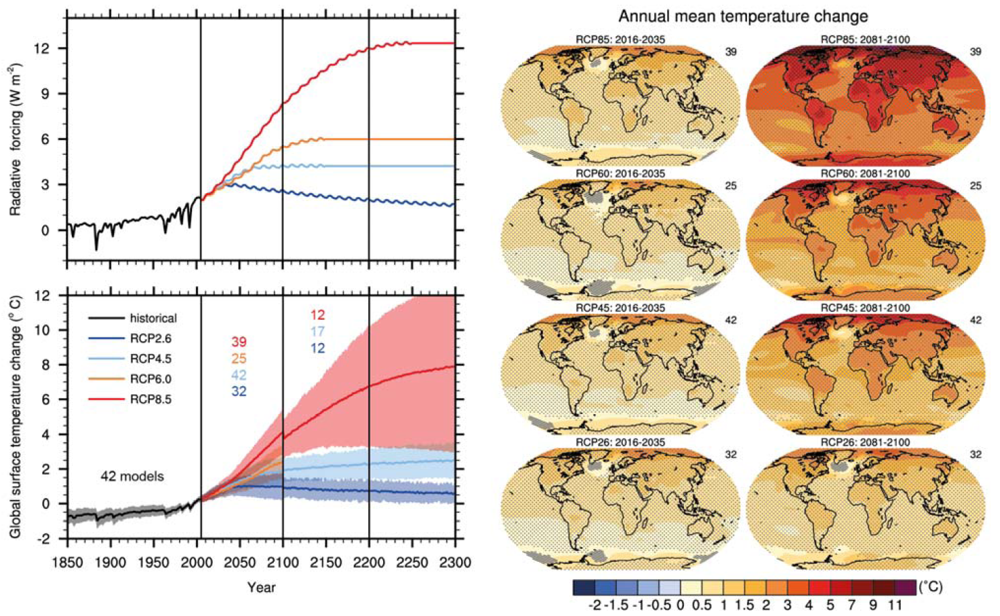 12
9
6
3
0
Radiative forcing (W m-2)
12
10
8
6
4
2
0
-2
Global surface temperature change (° C)
historical
RCP2.6
RCP4.5
RCP6.0
RCP8.5
39
25
42
32
12
17
12
42 models
1850 1900 1950 2000 2050 2100 2150 2200 2250 2300
Year
Annual mean temperature change
RCP85: 2016-2035
39
RCP85: 2081-2100
39
RCP60: 2016-2035
25
RCP60: 2081-2100
25
RCP45: 2016-2035
42
RCP45: 2081-2100
42
RCP26: 2016-2035
32
RCP26: 2081-2100
32
(°C)
-2 -1.5 -1 -0.5 0 0.5 1 1.5 2 3 4 5 7 9 11